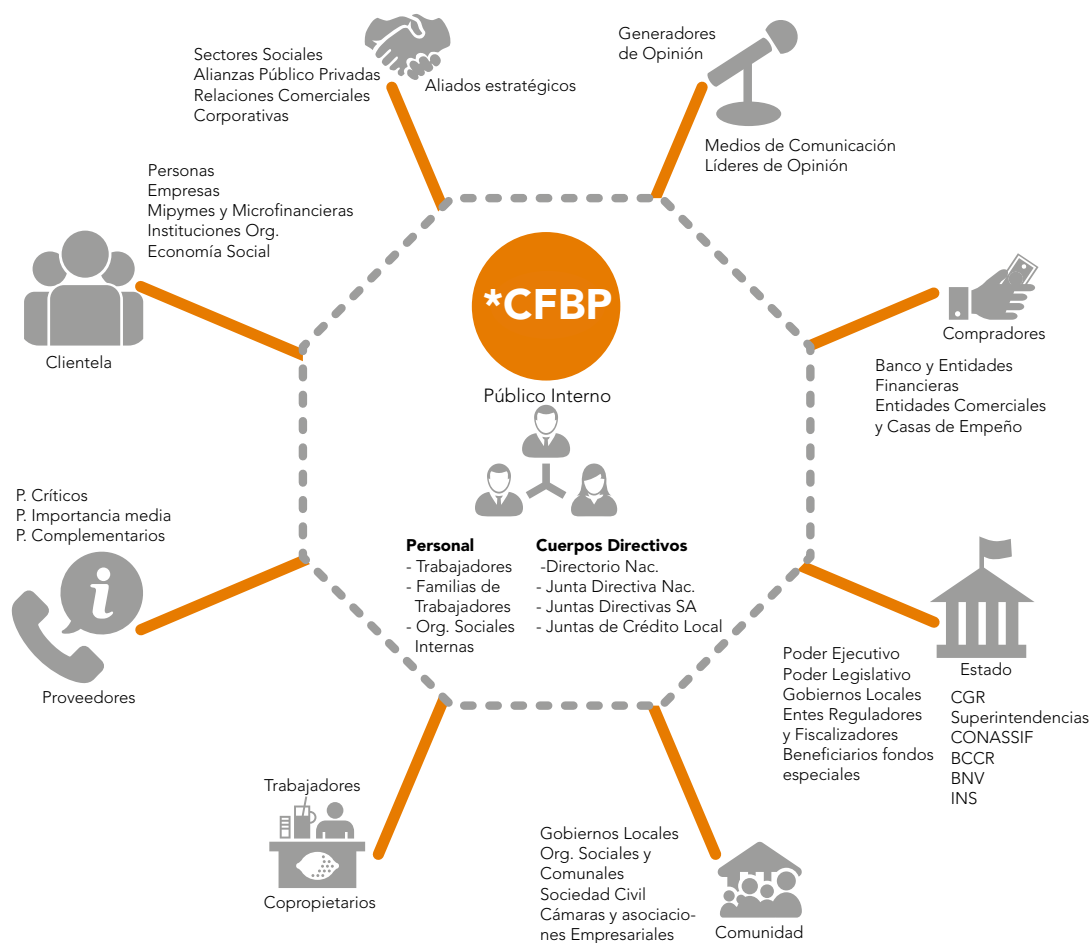 Sectores Sociales
Alianzas Público Privadas
Relaciones Comerciales
Corporativas
Aliados estratégicos
Generadores
de Opinión
Medios de Comunicación
Líderes de Opinión
Personas
Empresas
Mipymes y Microfinancieras
Instituciones Org.
Economía Social
Clientela
*CFBP
Público Interno
Compradores
Banco y Entidades
Financieras
Entidades Comerciales
y Casas de Empeño
P. Críticos
P. Importancia media
P. Complementarios
Proveedores
Personal
- Trabajadores
- Familias de
Trabajadores
- Org. Sociales
Internas
Cuerpos Directivos
-Directorio Nac.
- Junta Directiva Nac.
- Juntas Directivas SA
- Juntas de Crédito Local
Estado
Poder Ejecutivo
Poder Legislativo
Gobiernos Locales
Entes Reguladores
y Fiscalizadores
Beneficiarios fondos
especiales
CGR
Superintendencias
CONASSIF
BCCR
BNV
INS
Trabajadores
Copropietarios
Gobiernos Locales
Org. Sociales y
Comunales
Sociedad Civil
Cámaras y asociacio-
nes Empresariales
Comunidad